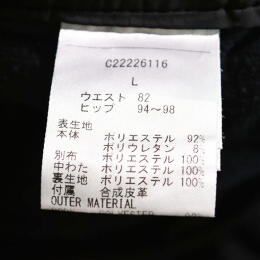 C22226116
L
ウエスト 82
ヒップ 94～98
表生地
本体 ポリエステル 92%
ポリウレタン 8%
別布 ポリエステル 100%
中わた ポリエステル 100%
裏生地 ポリエステル 100%
付属 合成皮革
OUTER MATERIAL
POLYESTER